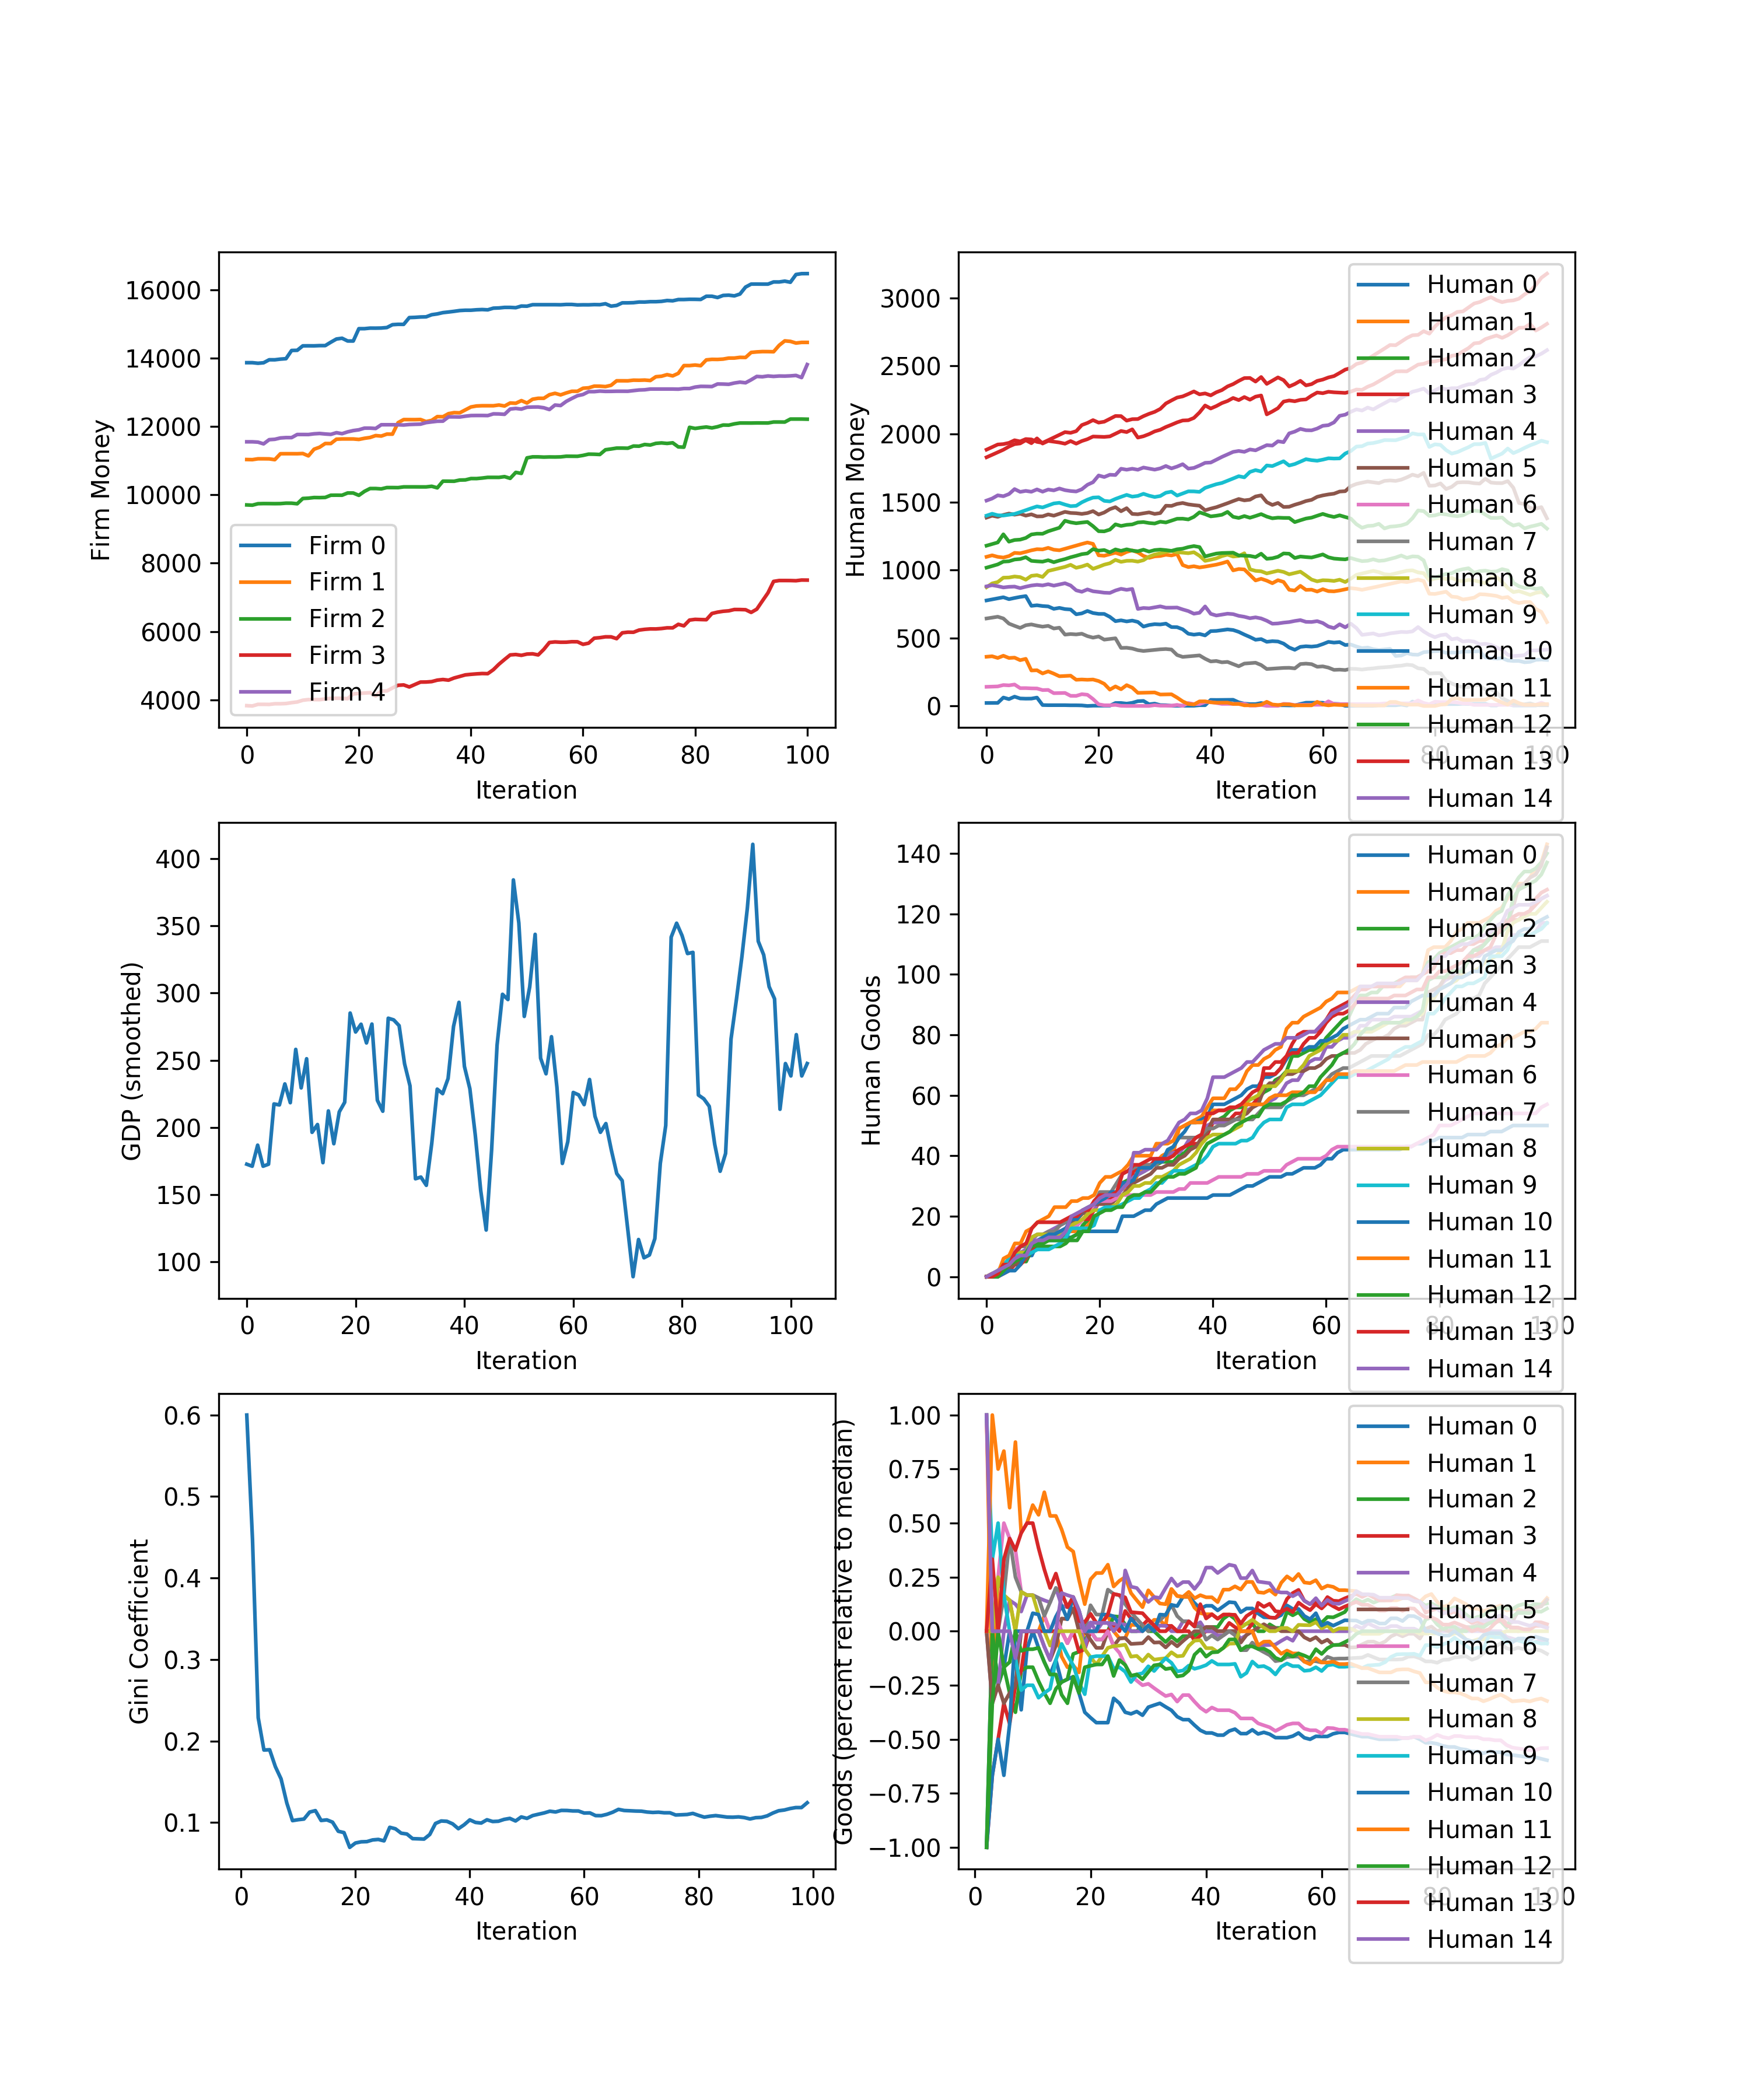 16000
14000
12000
10000
8000
6000
4000
Firm Money
Firm 0
Firm 1
Firm 2
Firm 3
Firm 4
0 20 40 60 80 100
Iteration
3000
2500
2000
1500
1000
500
0
Human Money
Human 0
Human 1
Human 2
Human 3
Human 4
Human 5
Human 6
Human 7
Human 8
Human 9
Human 10
Human 11
Human 12
Human 13
Human 14
0 20 40 60 80 100
Iteration
400
350
300
250
200
150
100
GDP (smoothed)
0 20 40 60 80 100
Iteration
140
120
100
80
60
40
20
0
Human Goods
Human 0
Human 1
Human 2
Human 3
Human 4
Human 5
Human 6
Human 7
Human 8
Human 9
Human 10
Human 11
Human 12
Human 13
Human 14
0 20 40 60 80 100
Iteration
0.6
0.5
0.4
0.3
0.2
0.1
Gini Coefficient
0 20 40 60 80 100
Iteration
1.00
0.75
0.50
0.25
0.00
−0.25
−0.50
−0.75
−1.00
Goods (percent relative to median)
Human 0
Human 1
Human 2
Human 3
Human 4
Human 5
Human 6
Human 7
Human 8
Human 9
Human 10
Human 11
Human 12
Human 13
Human 14
0 20 40 60 80 100
Iteration